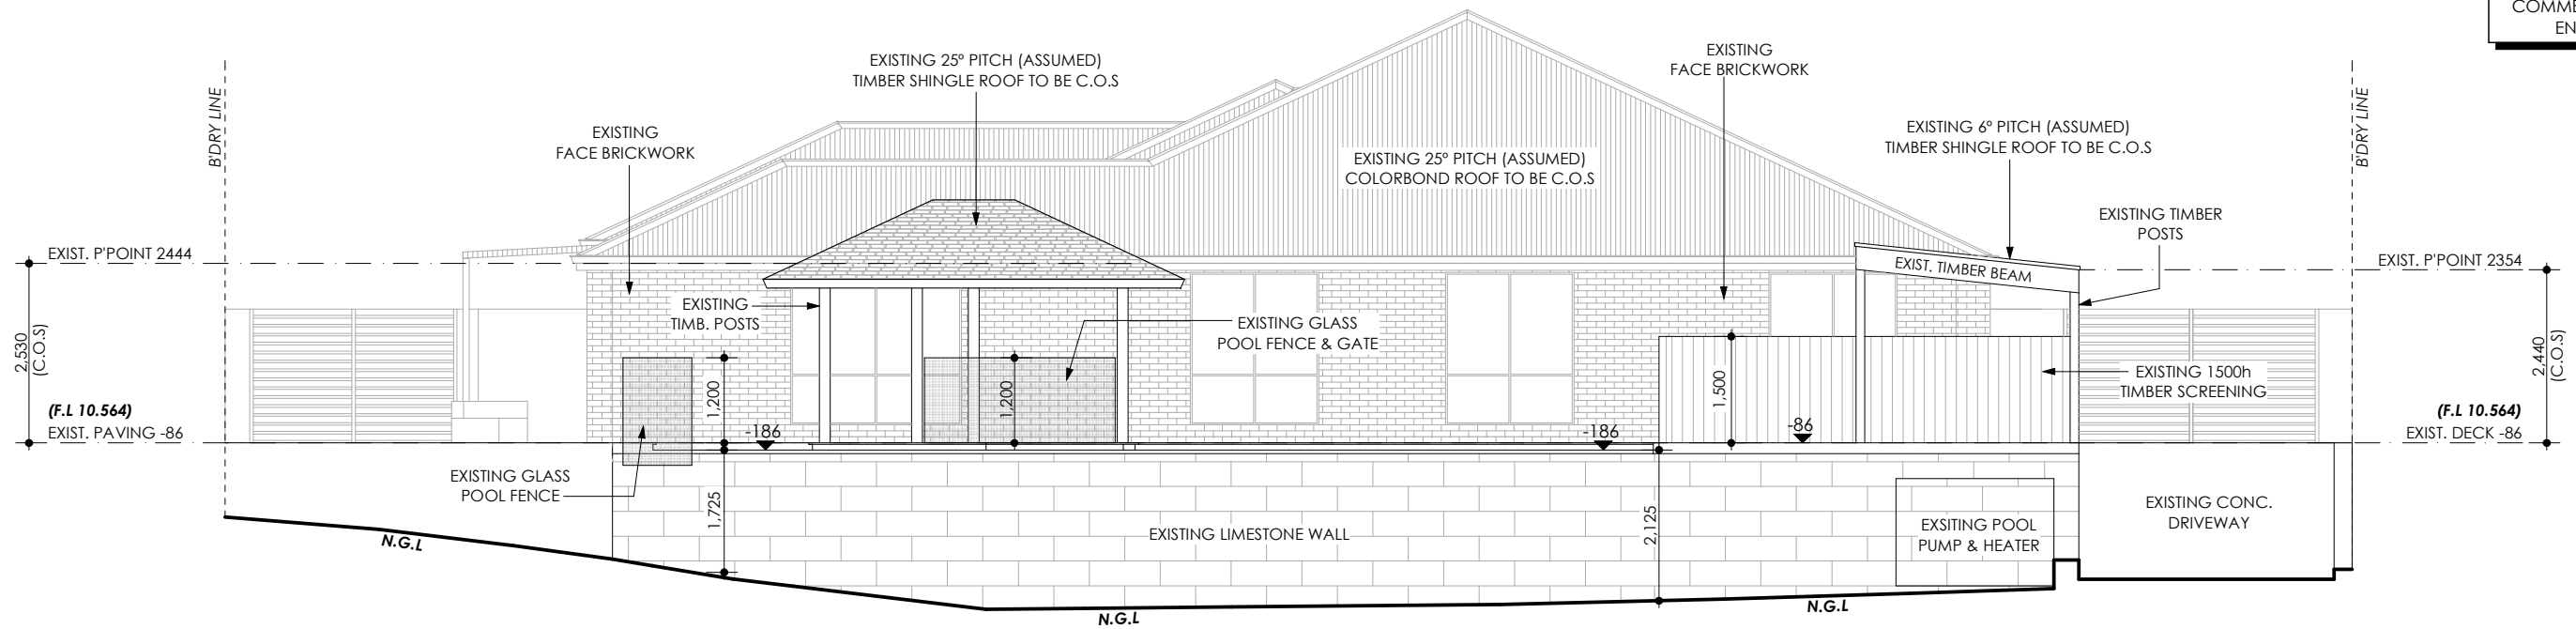 COMME
EN
EXISTING 25° PITCH (ASSUMED)
TIMBER SHINGLE ROOF TO BE C.O.S
EXISTING
FACE BRICKWORK
B'DRY LINE
B'DRY LINE
EXISTING
FACE BRICKWORK
EXISTING 6° PITCH (ASSUMED)
TIMBER SHINGLE ROOF TO BE C.O.S
EXISTING 25° PITCH (ASSUMED)
COLORBOND ROOF TO BE C.O.S
EXISTING TIMBER
POSTS
EXIST. P'POINT 2444
EXIST. P'POINT 2354
EXIST. TIMBER BEAM
EXISTING
TIMB. POSTS
EXISTING GLASS
POOL FENCE & GATE
2,530
(C.O.S)
2,440
(C.O.S)
1,200
1,200
1,500
EXISTING 1500h
TIMBER SCREENING
(F.L 10.564)
EXIST. PAVING -86
(F.L 10.564)
EXIST. DECK -86
-186
-186
-86
EXISTING GLASS
POOL FENCE
1,725
2,125
EXISTING LIMESTONE WALL
EXSITING POOL
PUMP & HEATER
EXISTING CONC.
DRIVEWAY
N.G.L
N.G.L
N.G.L